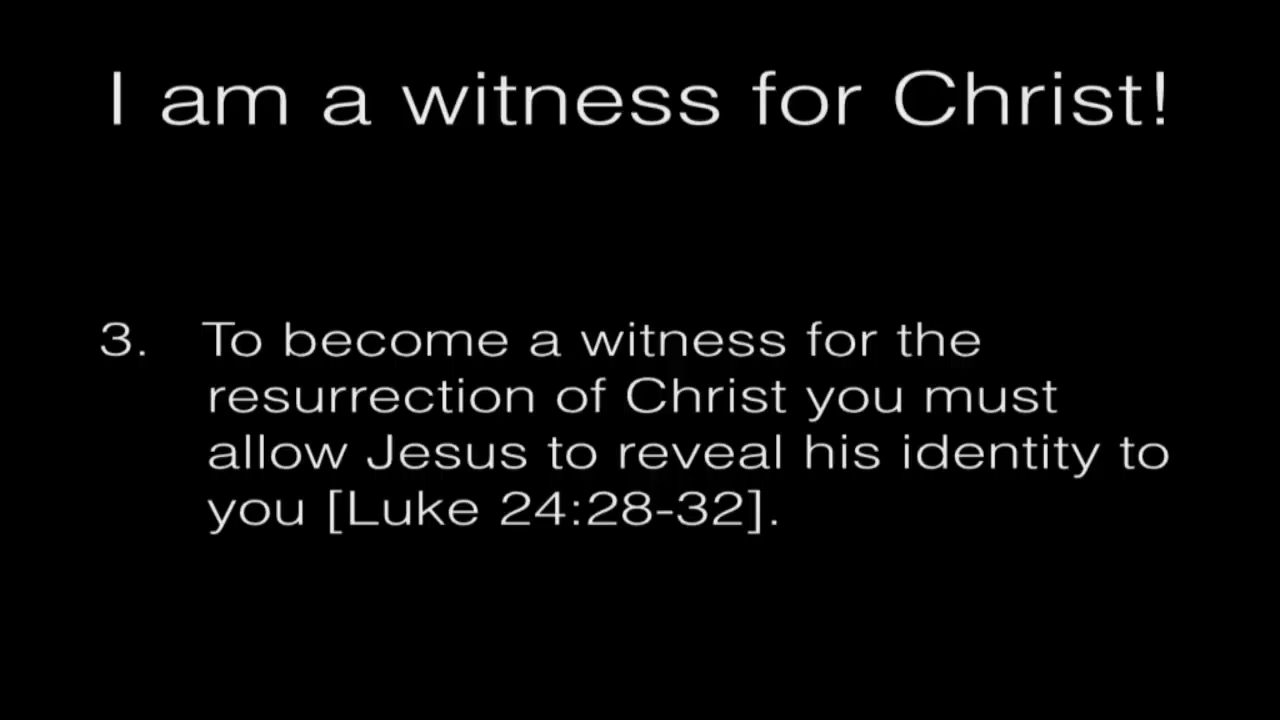 I am a witness for Christ!
3. To become a witness for the
resurrection of Christ you must
allow Jesus to reveal his identity to
you [Luke 24:28-32].